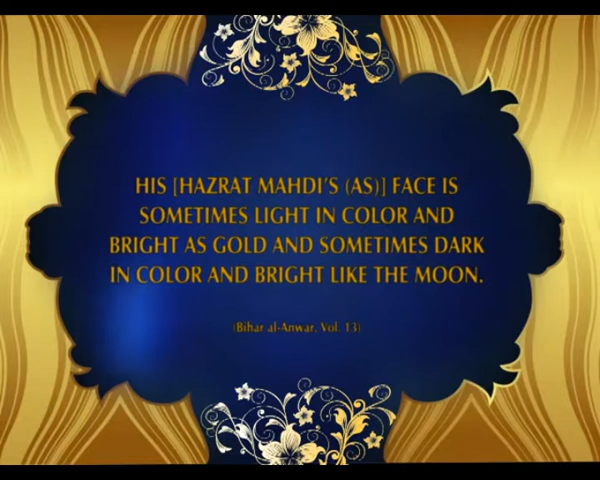 HIS [HAZRAT MAHDI'S (AS)] FACE IS
SOMETIMES LIGHT IN COLOR AND
BRIGHT AS GOLD AND SOMETIMES DARK
IN COLOR AND BRIGHT LIKE THE MOON.
(Bihar al-Anwar, Vol. 13)